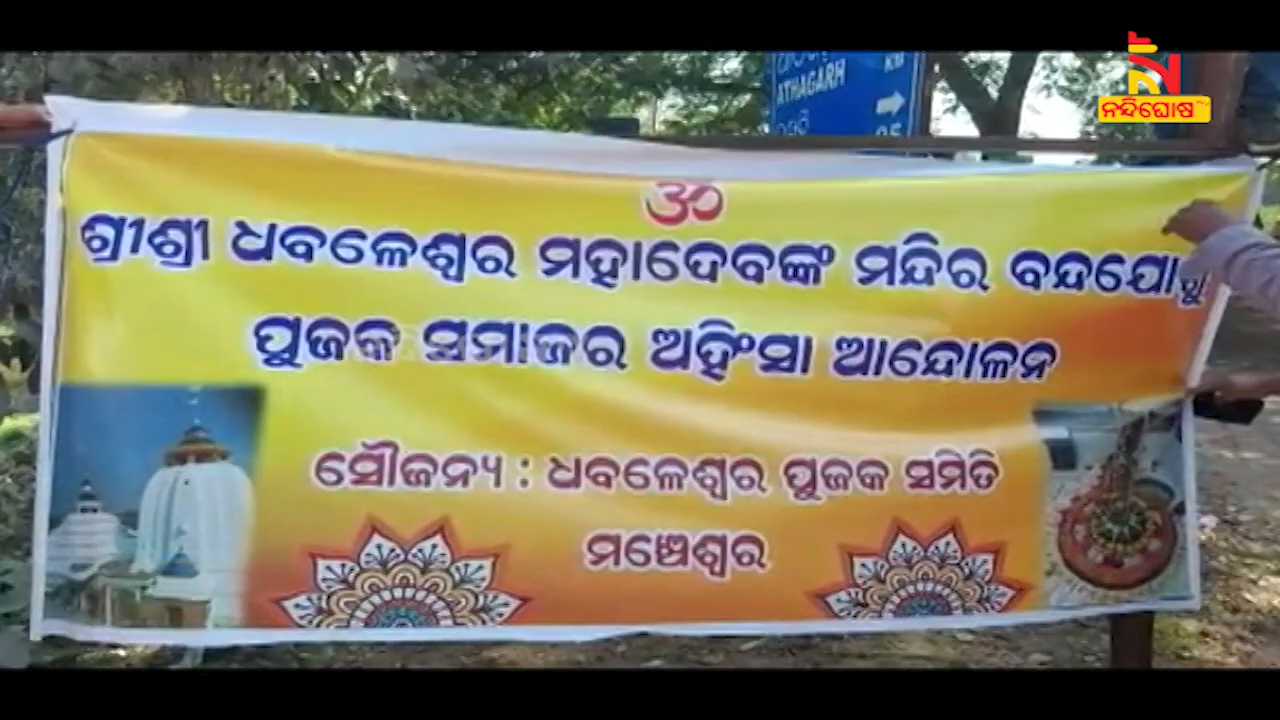 ନନ୍ଦିଘୋଷ
ATHAGARH
ॐ
ଶ୍ରୀଶ୍ରୀ ଧବଳେଶ୍ୱର ମହାଦେବଙ୍କ ମନ୍ଦିର ବନ୍ଦଯୋଗୁ
ପୁଜକ ସମାଜର ଅହିଂସା ଆନ୍ଦୋଳନ
ସୌଜନ୍ୟ : ଧବଳେଶ୍ୱର ପୁଜକ ସମିତି
ମଞ୍ଚେଶ୍ୱର